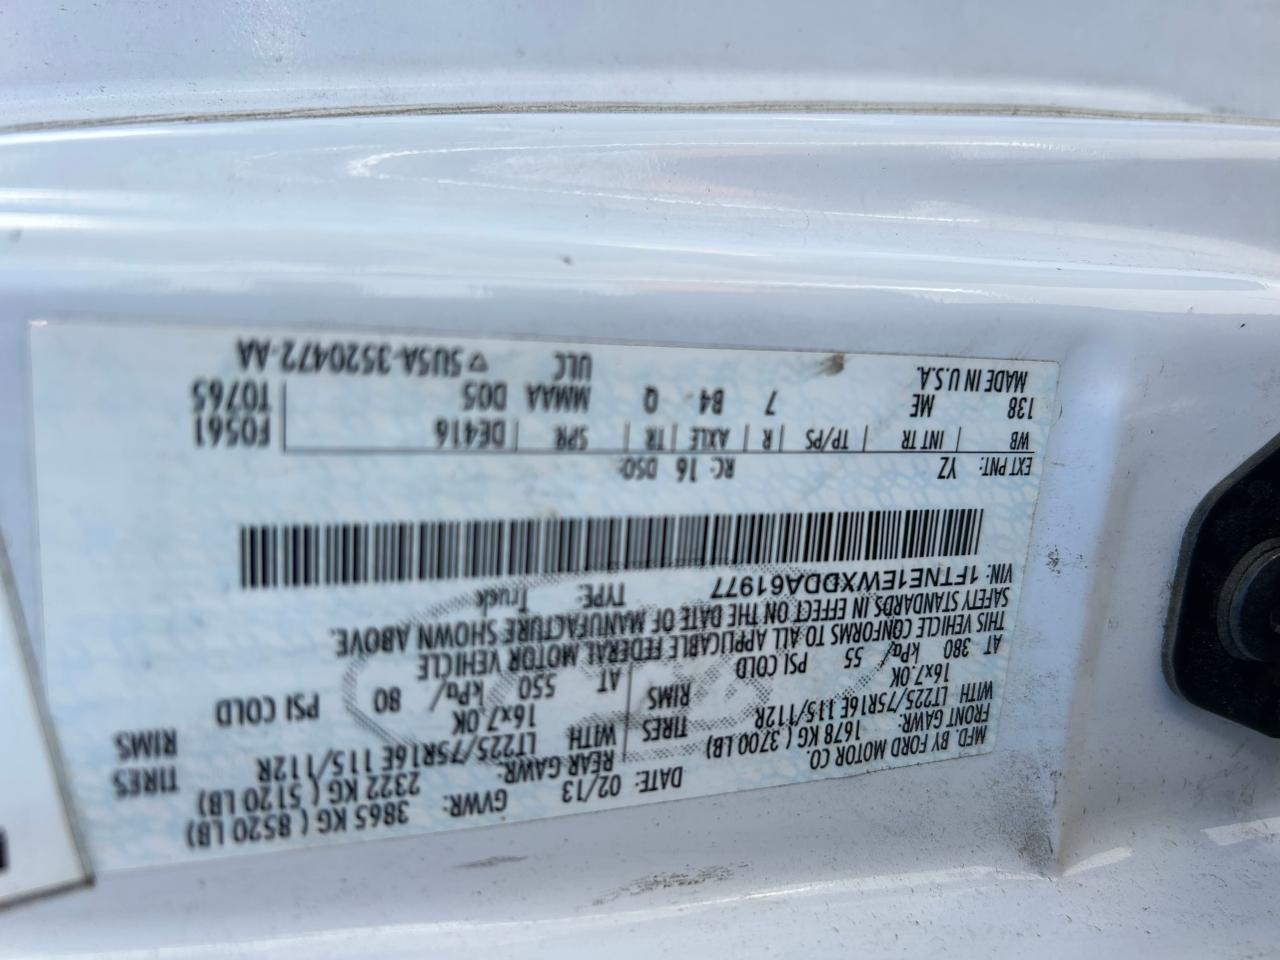 MFD. BY FORD MOTOR CO.
DATE: 02/13 GVWR: 3865 KG ( 8520 LB)
FRONT GAWR: 1678 KG ( 3700 LB) REAR GAWR: 2322 KG ( 5120 LB)
WITH LT225/75R16E 115/112R TIRES WITH LT225/75R16E 115/112R TIRES
16x7.0K RIMS 16x7.0K RIMS
AT 380 kPa/ 55 PSI COLD AT 550 kPa/ 80 PSI COLD
THIS VEHICLE CONFORMS TO ALL APPLICABLE FEDERAL MOTOR VEHICLE
SAFETY STANDARDS IN EFFECT ON THE DATE OF MANUFACTURE SHOWN ABOVE.
VIN: 1FTNE1EWXDDA61977 TYPE: Truck
EXT PNT: YZ RC: 16 DSO:
WB | INT TR | TP/PS | R | AXLE | TR | SPR | DE416 F0561
138 ME 7 B4 Q MMAA D05 T0765
MADE IN U.S.A. ULC ▽ 5U5A-3520472-AA